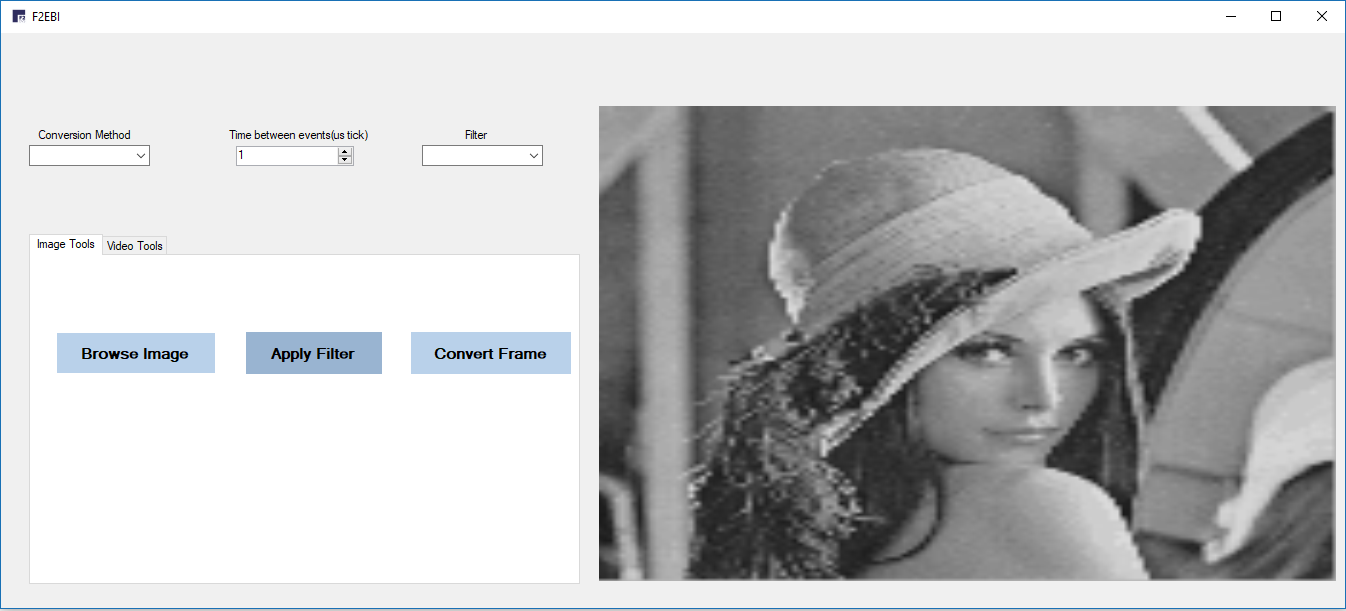 F2EBI
Conversion Method
Time between events(us tick)
Filter
1
Image Tools
Video Tools
Browse Image
Apply Filter
Convert Frame